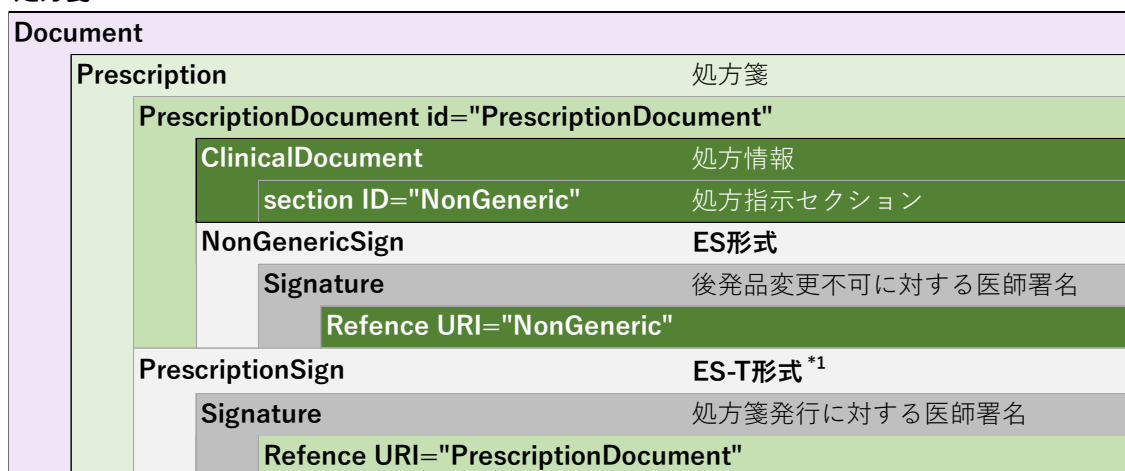 Document
Prescription 処方箋
PrescriptionDocument id="PrescriptionDocument"
ClinicalDocument 処方情報
section ID="NonGeneric" 処方指示セクション
NonGenericSign ES形式
Signature 後発品変更不可に対する医師署名
Refence URI="NonGeneric"
PrescriptionSign ES-T形式 *1
Signature 処方箋発行に対する医師署名
Refence URI="PrescriptionDocument"